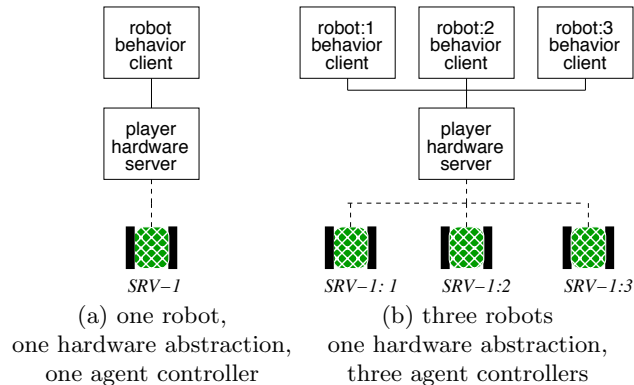 robot
behavior
client
player
hardware
server
SRV−1
(a) one robot,
one hardware abstraction,
one agent controller
robot:1
behavior
client
robot:2
behavior
client
robot:3
behavior
client
player
hardware
server
SRV−1: 1
SRV−1:2
SRV−1:3
(b) three robots
one hardware abstraction,
three agent controllers